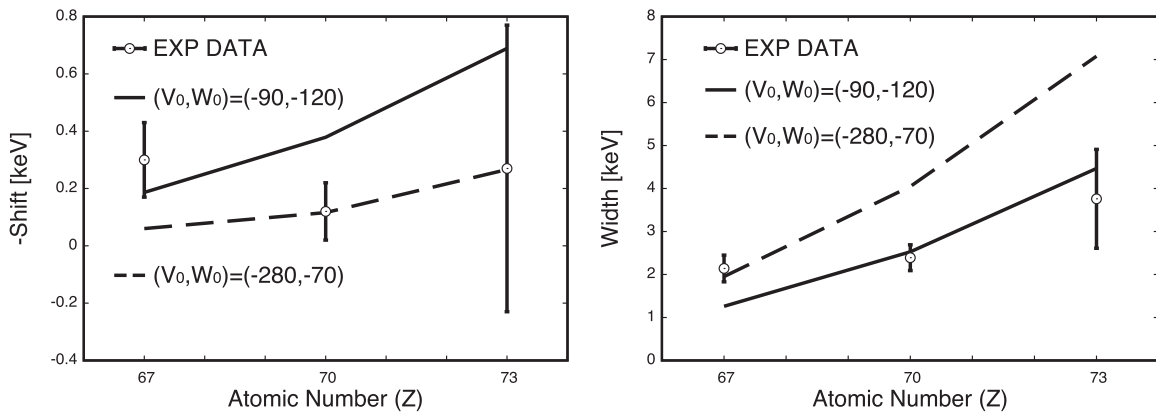 0.8
0.6
0.4
0.2
0
-0.2
-0.4
-Shift [keV]
EXP DATA
(V₀,W₀)=(-90,-120)
(V₀,W₀)=(-280,-70)
67 70 73
Atomic Number (Z)
8
7
6
5
4
3
2
1
0
Width [keV]
EXP DATA
(V₀,W₀)=(-90,-120)
(V₀,W₀)=(-280,-70)
67 70 73
Atomic Number (Z)